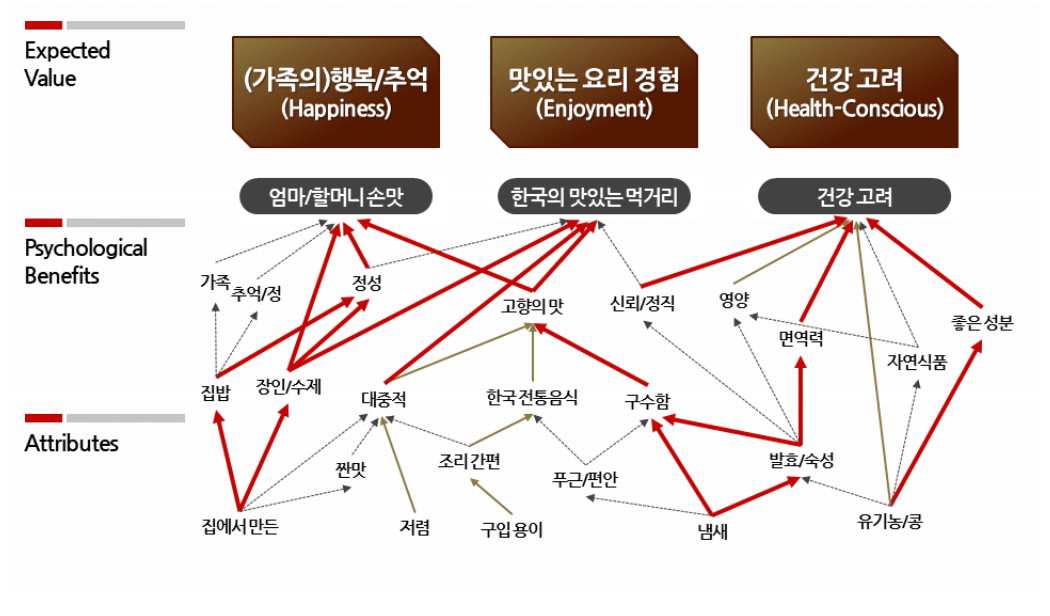 Expected
Value
(가족의)행복/추억
(Happiness)
맛있는 요리 경험
(Enjoyment)
건강 고려
(Health-Conscious)
엄마/할머니 손맛
한국의 맛있는 먹거리
건강 고려
Psychological
Benefits
가족
추억/정
정성
고향의 맛
신뢰/정직
영양
면역력
좋은 성분
자연식품
집밥
장인/수제
대중적
한국 전통음식
구수함
Attributes
짠맛
조리 간편
푸근/편안
발효/숙성
집에서 만든
저렴
구입 용이
냄새
유기농/콩